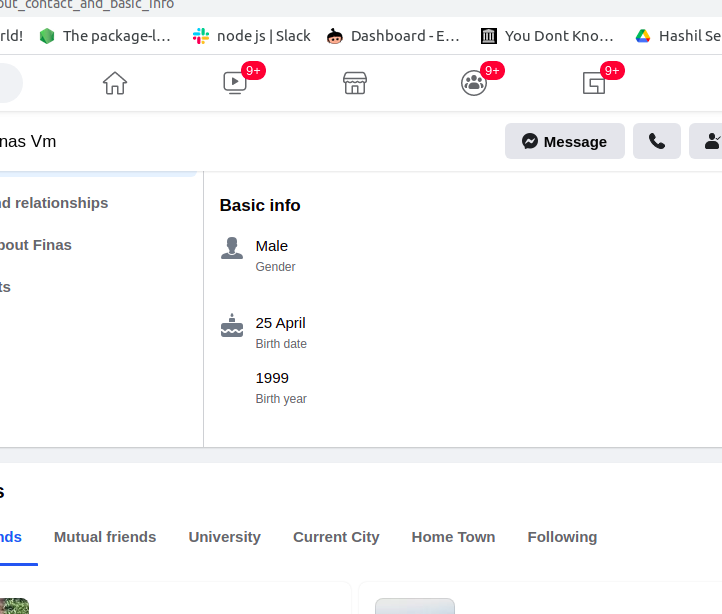 out_contact_and_basic_info
rld! The package-l... node js | Slack Dashboard - E... You Dont Kno... Hashil Se
9+ 9+ 9+
nas Vm Message
nd relationships
bout Finas
ts
Basic info
Male
Gender
25 April
Birth date
1999
Birth year
s
nds Mutual friends University Current City Home Town Following